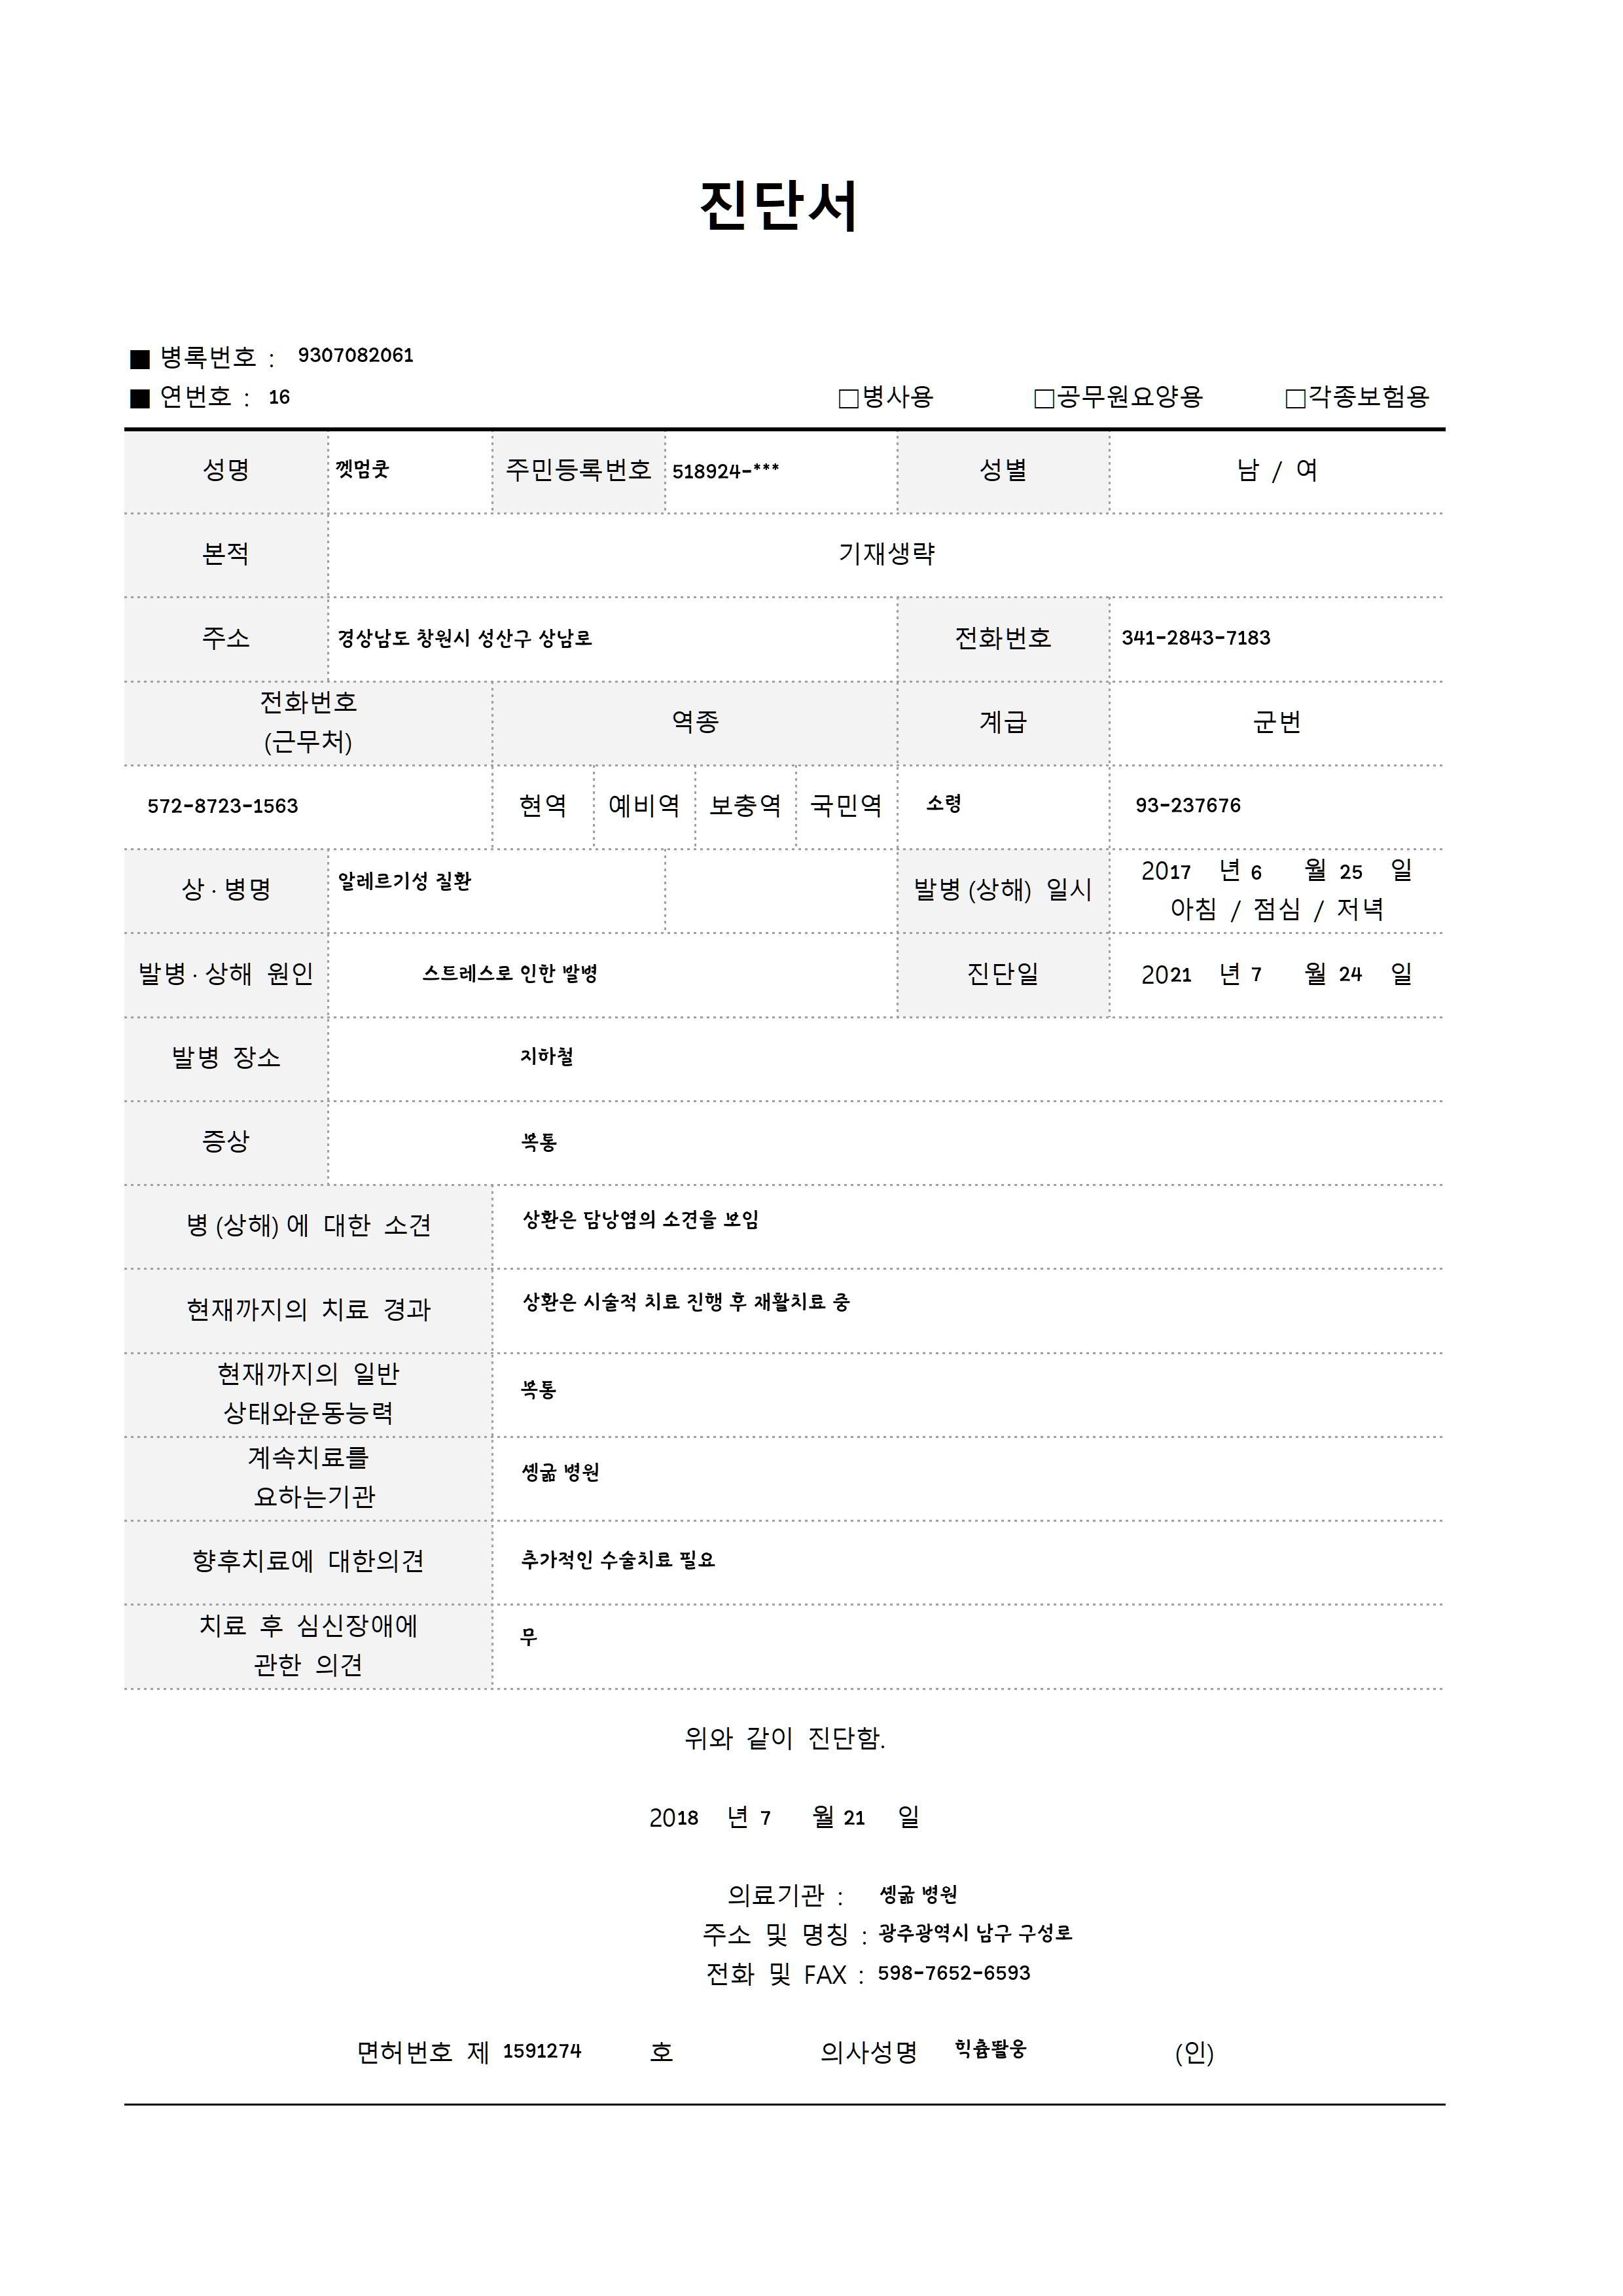 진단서
■ 병록번호 : 9307082061
■ 연번호 : 16 □병사용 □공무원요양용 □각종보험용
성명 껫멈굿 주민등록번호 518924-*** 성별 남 / 여
본적 기재생략
주소 경상남도 창원시 성산구 상남로 전화번호 341-2843-7183
전화번호
(근무처) 역종 계급 군번
572-8723-1563 현역 예비역 보충역 국민역 소령 93-237676
상 · 병명 알레르기성 질환 발병 (상해) 일시 2017 년 6 월 25 일
아침 / 점심 / 저녁
발병 · 상해 원인 스트레스로 인한 발병 진단일 2021 년 7 월 24 일
발병 장소 지하철
증상 복통
병 (상해) 에 대한 소견 상환은 담낭염의 소견을 보임
현재까지의 치료 경과 상환은 시술적 치료 진행 후 재활치료 중
현재까지의 일반
상태와운동능력 복통
계속치료를
요하는기관 병원
향후치료에 대한의견 추가적인 수술치료 필요
치료 후 심신장애에
관한 의견 무
위와 같이 진단함.
2018 년 7 월 21 일
의료기관 : 병원
주소 및 명칭 : 광주광역시 남구 구성로
전화 및 FAX : 598-7652-6593
면허번호 제 1591274 호 의사성명 (인)